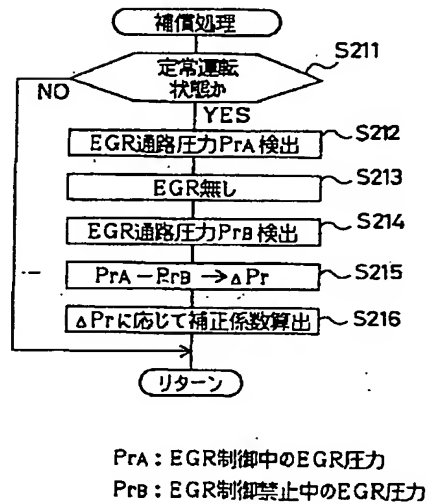 補償処理
S211
定常運転
状態か
NO
YES
S212
EGR通路圧力PrA検出
S213
EGR無し
S214
EGR通路圧力PrB検出
S215
PrA－PrB→△Pr
S216
△Prに応じて補正係数算出
リターン
PrA：EGR制御中のEGR圧力
PrB：EGR制御禁止中のEGR圧力